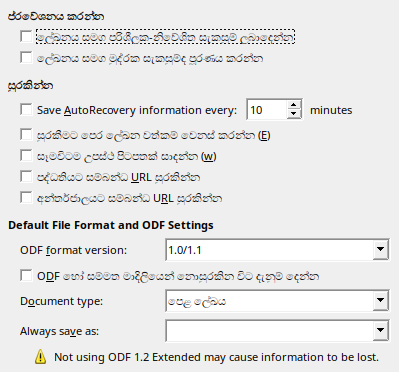 ප්රවේශනය කරන්න
ලේඛනය සමග පරිශීලක-නිවේශිත සැකසුම් ලබාදෙන්න
ලේඛනය සමග මුද්රක සැකසුම්ද පූරණය කරන්න
සුරකින්න
Save AutoRecovery information every: 10 minutes
සුරකීමට පෙර ලේඛන වත්කම් වෙනස් කරන්න (E)
සැමවිටම උපස්ථ පිටපතක් සාදන්න (w)
පද්ධතියට සම්බන්ධ URL සුරකින්න
අන්තර්ජාලයට සම්බන්ධ URL සුරකින්න
Default File Format and ODF Settings
ODF format version: 1.0/1.1
ODF හෝ සම්මත මාදිලියෙන් නොසුරකින විට දැනුම් දෙන්න
Document type: පෙළ ලේඛය
Always save as:
Not using ODF 1.2 Extended may cause information to be lost.